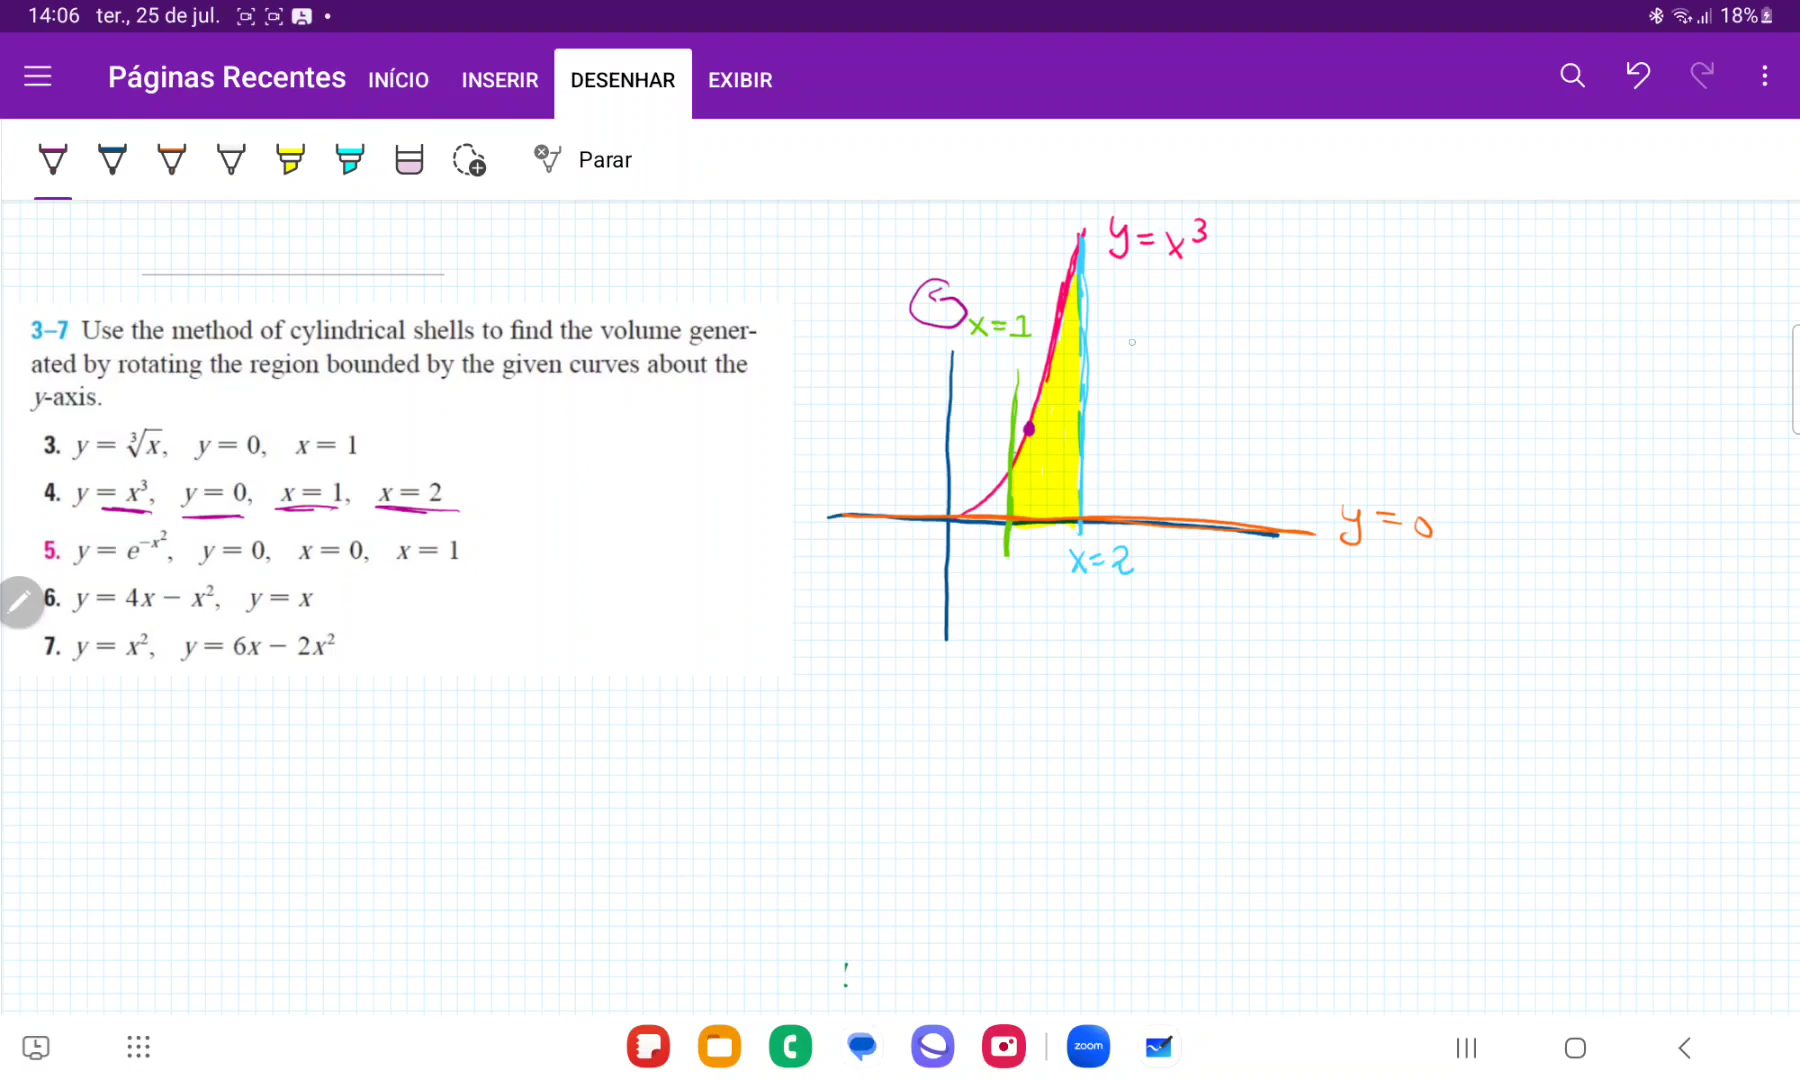 14:06 ter., 25 de jul.
18%
Páginas Recentes INÍCIO INSERIR DESENHAR EXIBIR
Parar
y = x³
x = 1
3–7 Use the method of cylindrical shells to find the volume gener-
ated by rotating the region bounded by the given curves about the
y-axis.
3. y = ∛x, y = 0, x = 1
4. y = x³, y = 0, x = 1, x = 2
5. y = e^{−x²}, y = 0, x = 0, x = 1
6. y = 4x − x², y = x
7. y = x², y = 6x − 2x²
y = 0
x = 2
zoom